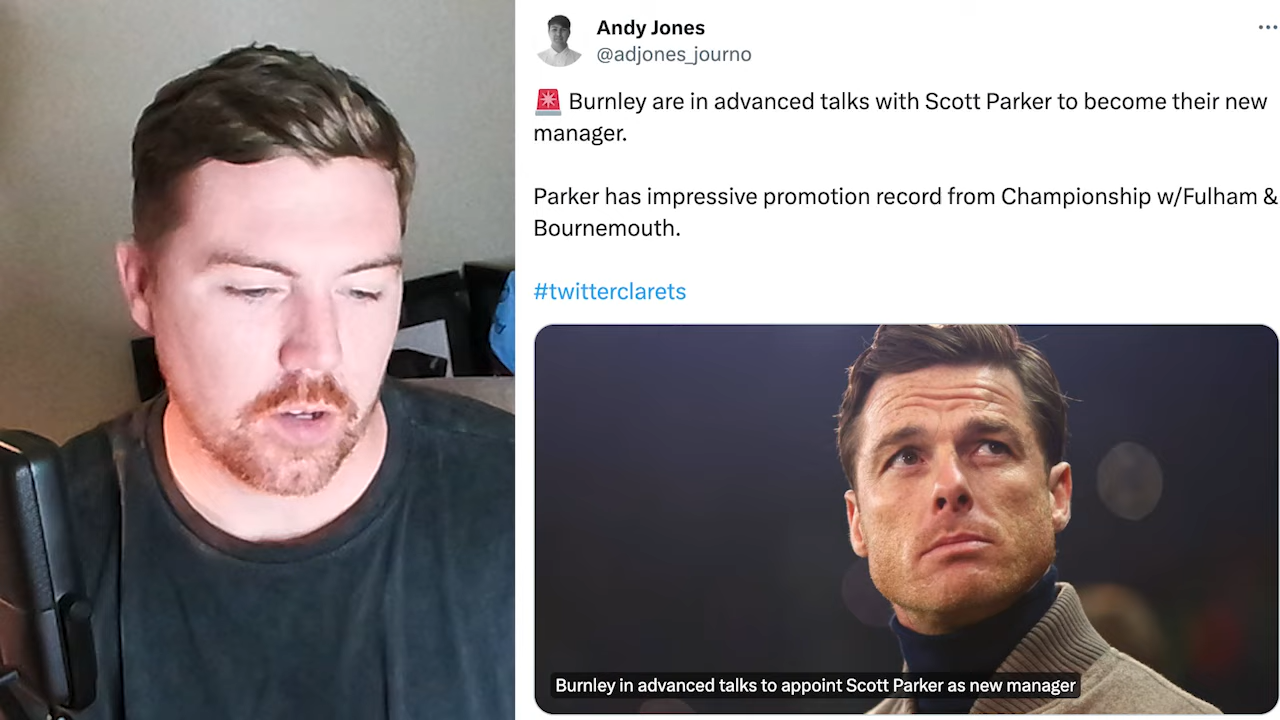 Andy Jones
@adjones_journo
🚨 Burnley are in advanced talks with Scott Parker to become their new
manager.
Parker has impressive promotion record from Championship w/Fulham &
Bournemouth.
#twitterclarets
Burnley in advanced talks to appoint Scott Parker as new manager